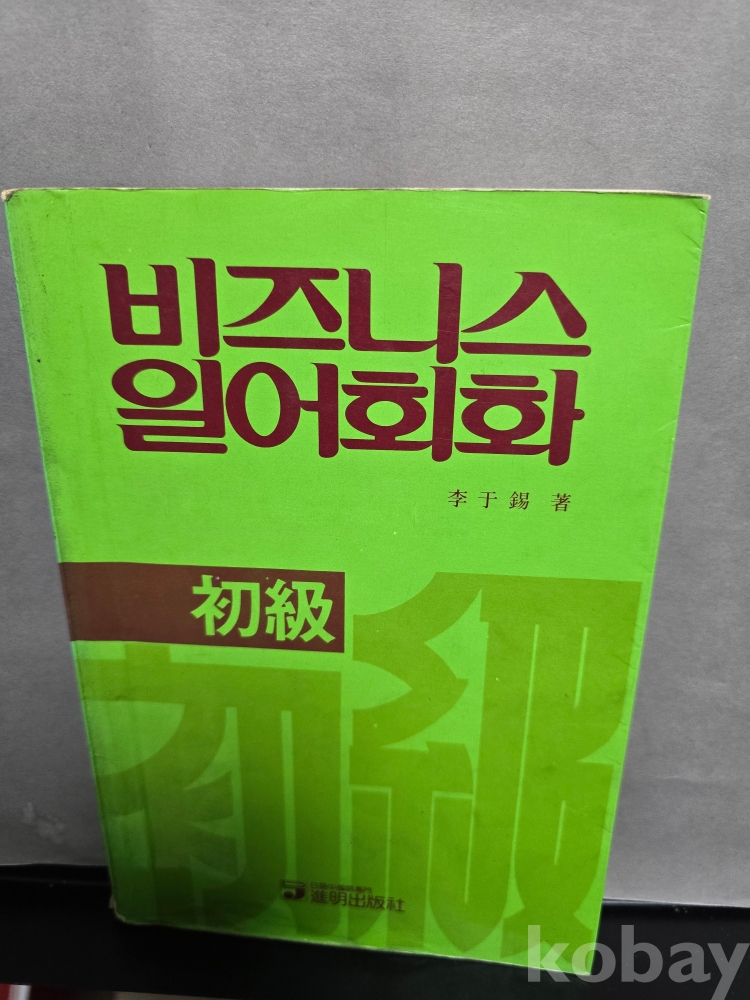 비즈니스
일어회화
李于錫 著
初級
初級
進明出版社
kobay